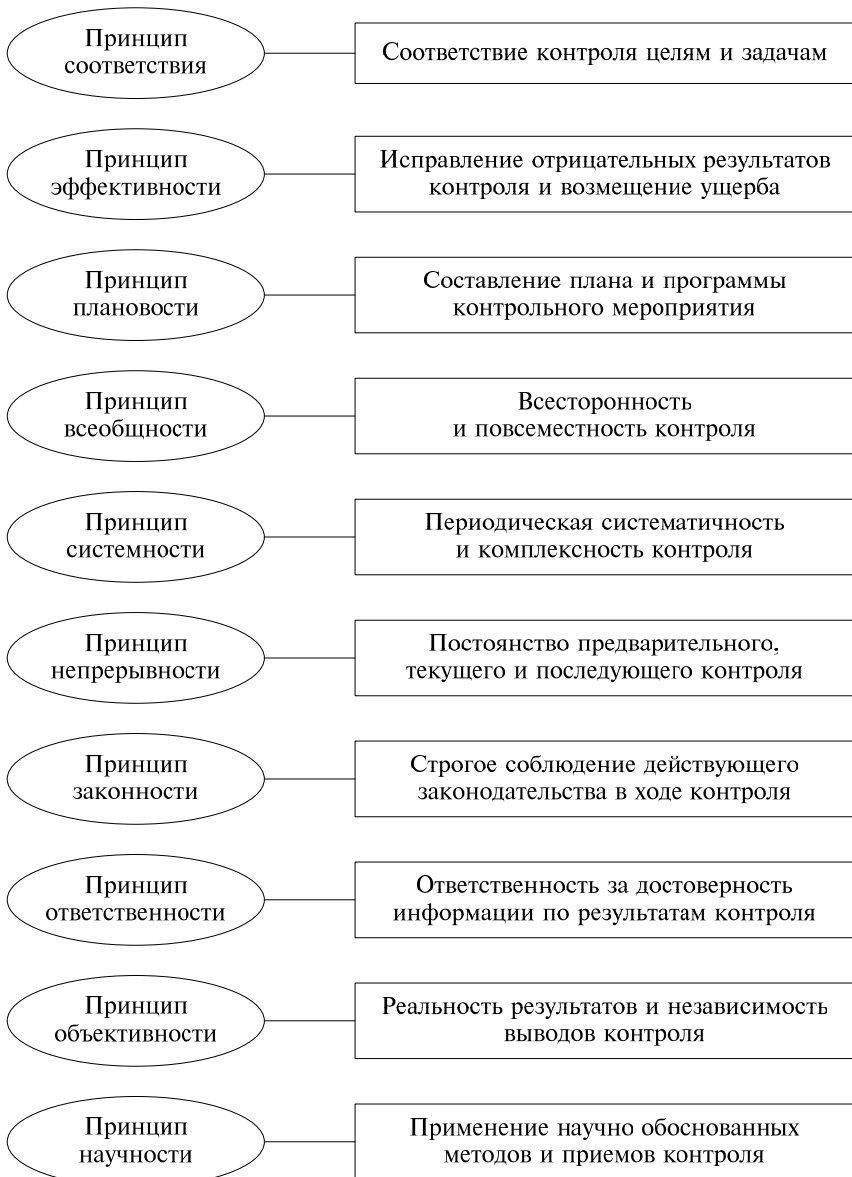 Принцип
соответствия
Соответствие контроля целям и задачам
Принцип
эффективности
Исправление отрицательных результатов
контроля и возмещение ущерба
Принцип
плановости
Составление плана и программы
контрольного мероприятия
Принцип
всеобщности
Всесторонность
и повсеместность контроля
Принцип
системности
Периодическая систематичность
и комплексность контроля
Принцип
непрерывности
Постоянство предварительного,
текущего и последующего контроля
Принцип
законности
Строгое соблюдение действующего
законодательства в ходе контроля
Принцип
ответственности
Ответственность за достоверность
информации по результатам контроля
Принцип
объективности
Реальность результатов и независимость
выводов контроля
Принцип
научности
Применение научно обоснованных
методов и приемов контроля